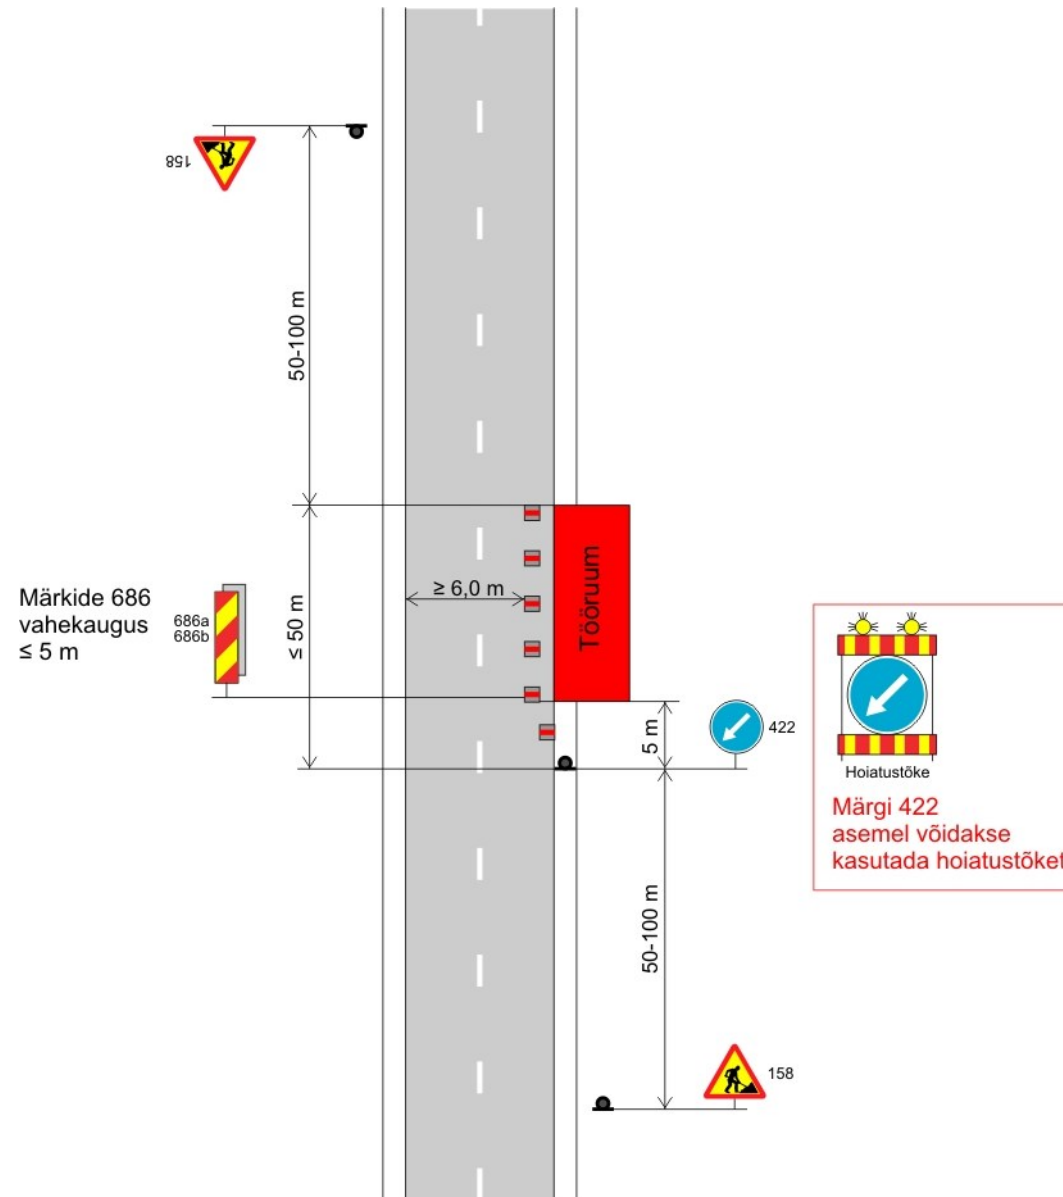 158
50-100 m
≥ 6,0 m
Tööruum
Märkide 686
vahekaugus
≤ 5 m
686a
686b
≤ 50 m
5 m
422
Hoiatustõke
Märgi 422
asemel võidakse
kasutada hoiatustõket
50-100 m
158